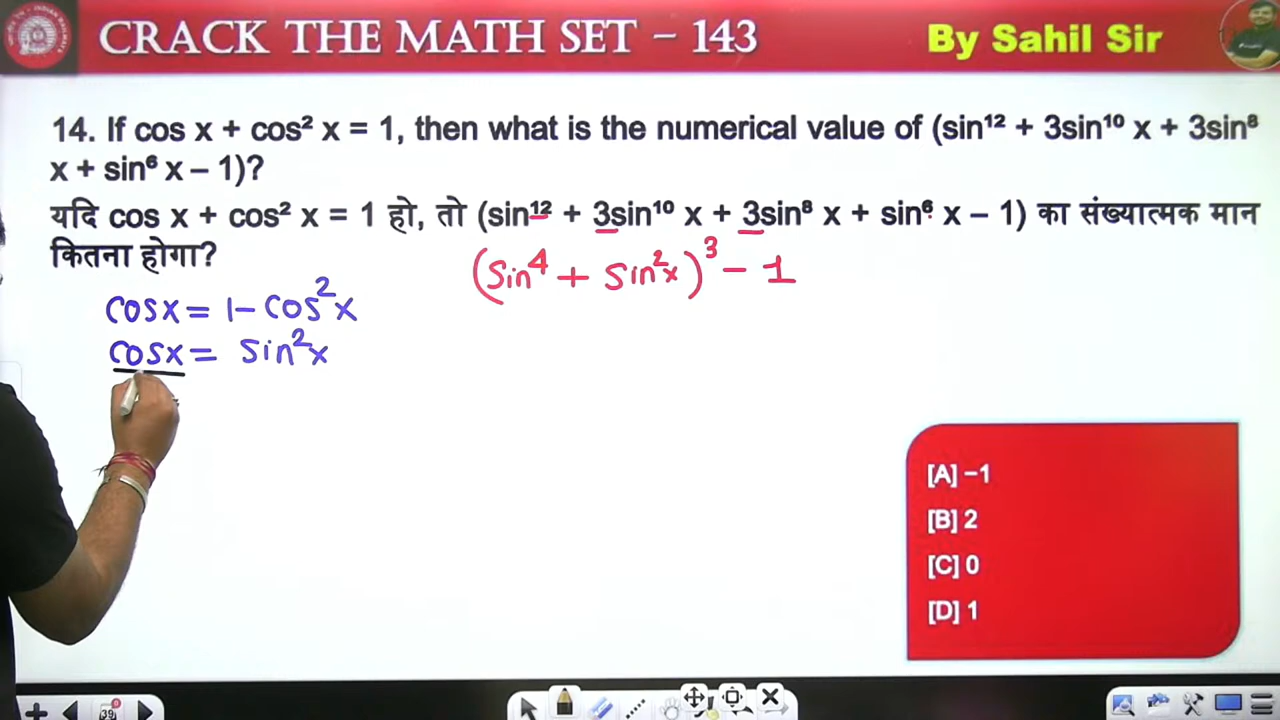 CRACK THE MATH SET – 143
By Sahil Sir
14. If cos x + cos² x = 1, then what is the numerical value of (sin¹² + 3sin¹⁰ x + 3sin⁸
x + sin⁶ x – 1)?
यदि cos x + cos² x = 1 हो, तो (sin¹² + 3sin¹⁰ x + 3sin⁸ x + sin⁶ x – 1) का संख्यात्मक मान
कितना होगा?
(sin⁴ + sin²x)³ – 1
cosx = 1 – cos²x
cosx = sin²x
[A] –1
[B] 2
[C] 0
[D] 1
39